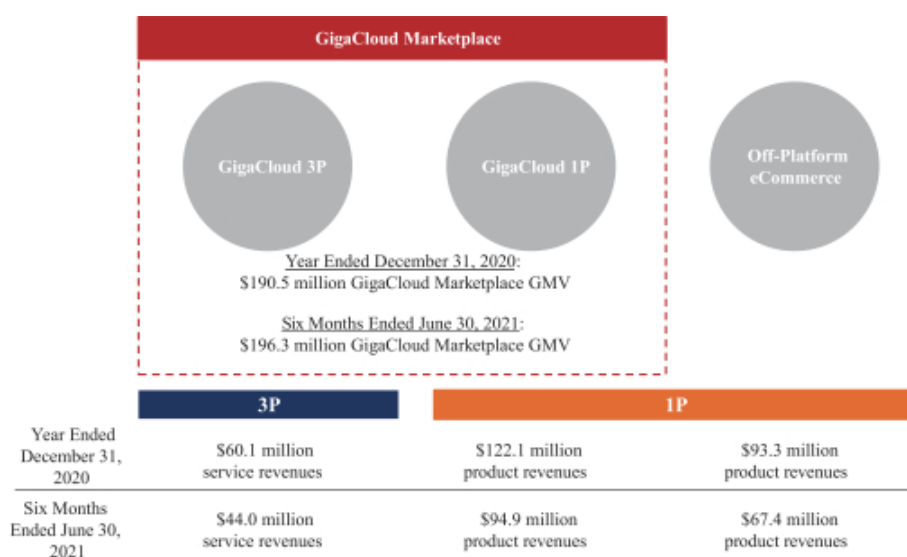 GigaCloud Marketplace
GigaCloud 3P
GigaCloud 1P
Off-Platform
eCommerce
Year Ended December 31, 2020:
$190.5 million GigaCloud Marketplace GMV
Six Months Ended June 30, 2021:
$196.3 million GigaCloud Marketplace GMV
3P
1P
Year Ended
December 31,
2020
$60.1 million
service revenues
$122.1 million
product revenues
$93.3 million
product revenues
Six Months
Ended June 30,
2021
$44.0 million
service revenues
$94.9 million
product revenues
$67.4 million
product revenues